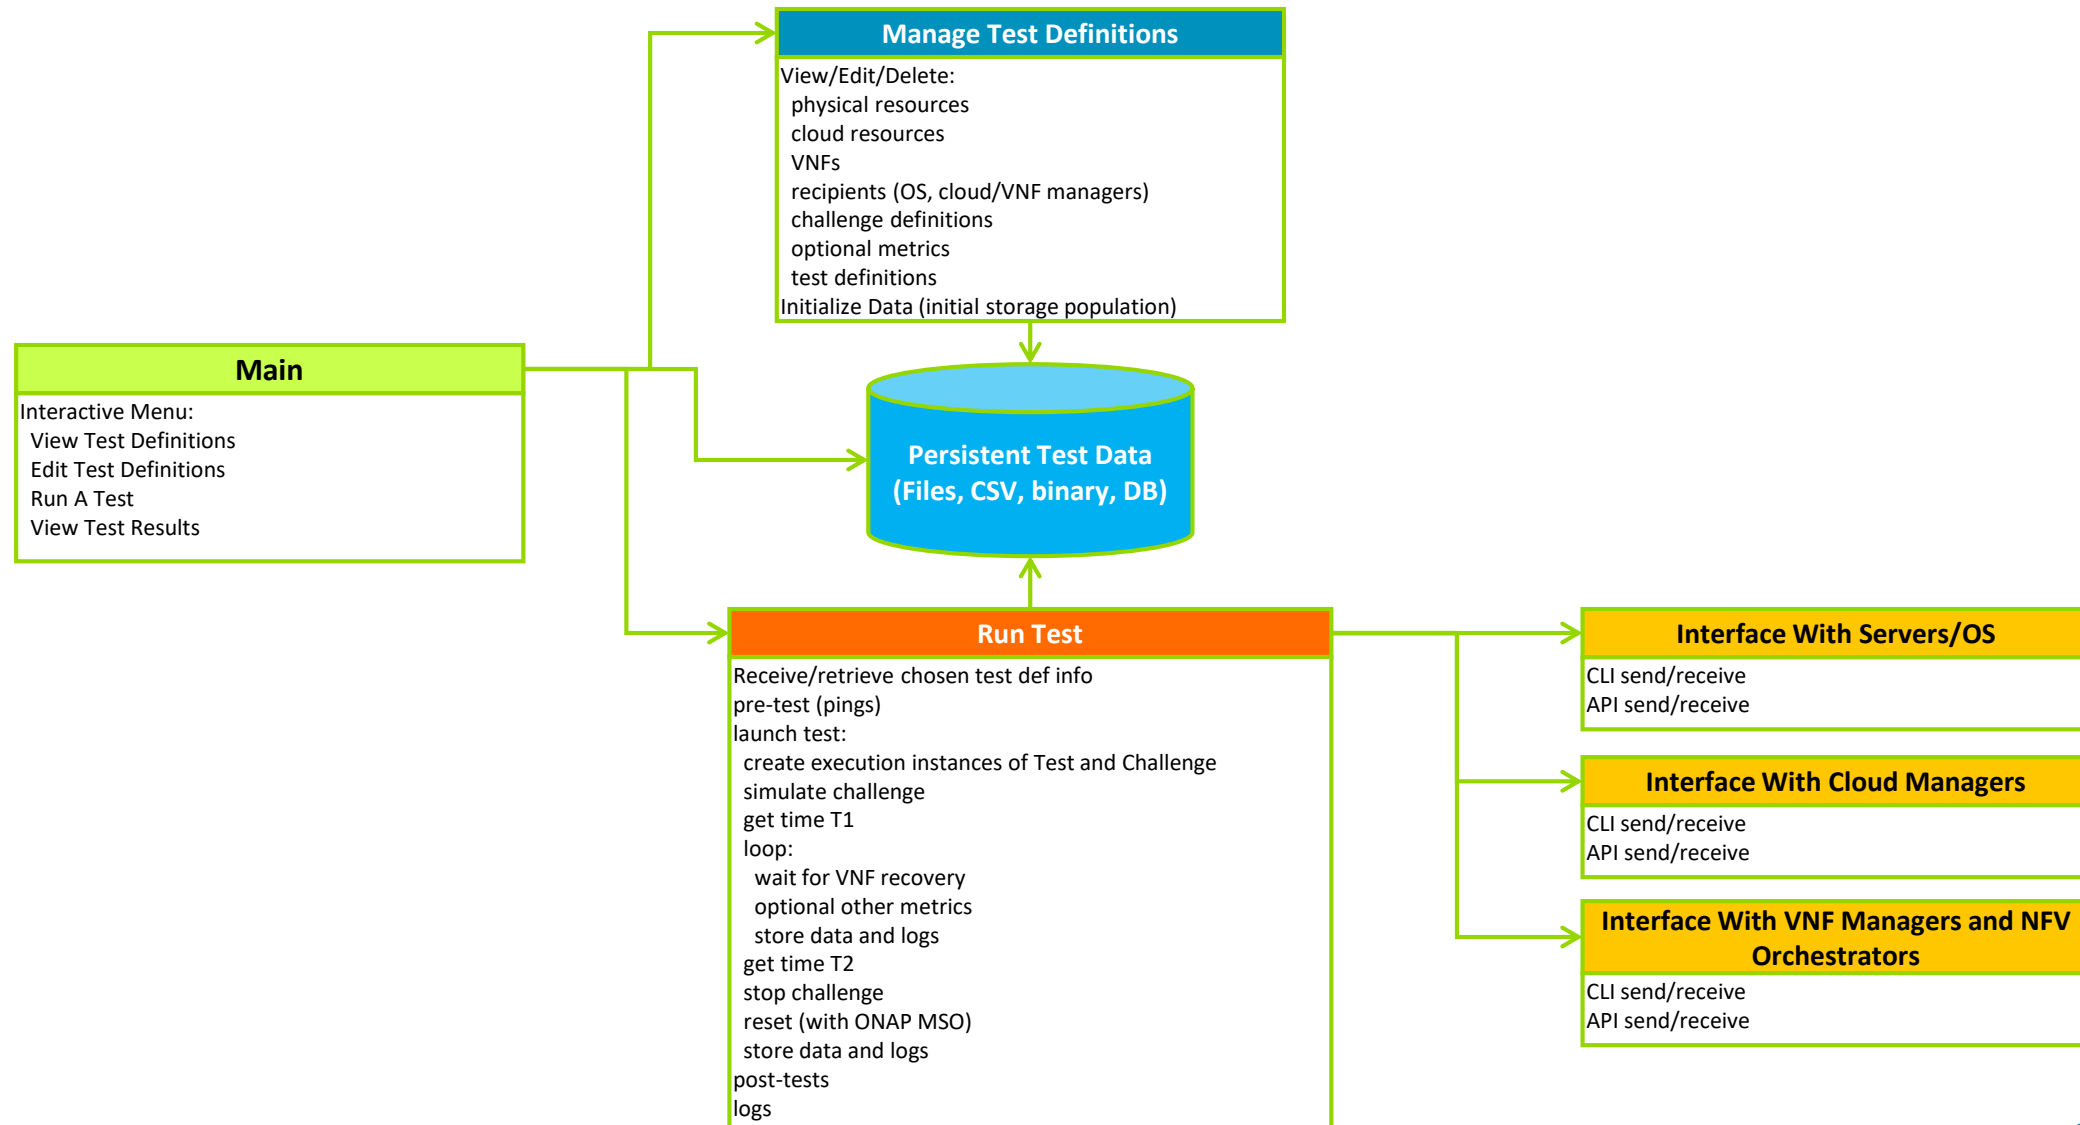 Manage Test Definitions
View/Edit/Delete:
physical resources
cloud resources
VNFs
recipients (OS, cloud/VNF managers)
challenge definitions
optional metrics
test definitions
Initialize Data (initial storage population)
Main
Interactive Menu:
View Test Definitions
Edit Test Definitions
Run A Test
View Test Results
Persistent Test Data
(Files, CSV, binary, DB)
Run Test
Receive/retrieve chosen test def info
pre-test (pings)
launch test:
create execution instances of Test and Challenge
simulate challenge
get time T1
loop:
wait for VNF recovery
optional other metrics
store data and logs
get time T2
stop challenge
reset (with ONAP MSO)
store data and logs
post-tests
logs
Interface With Servers/OS
CLI send/receive
API send/receive
Interface With Cloud Managers
CLI send/receive
API send/receive
Interface With VNF Managers and NFV
Orchestrators
CLI send/receive
API send/receive